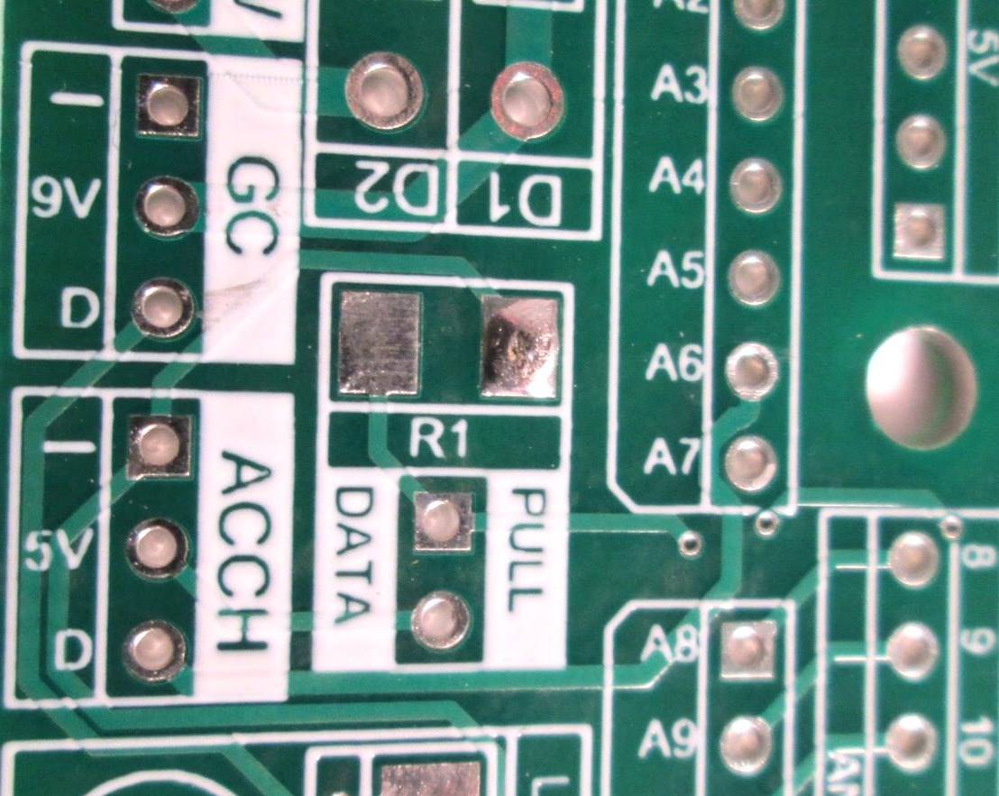 A2
5V
A3
–
9V
GC
D2
D1
A4
A5
D
A6
R1
A7
–
5V
D
ACCH
DATA
PULL
8
A8
9
A9
10